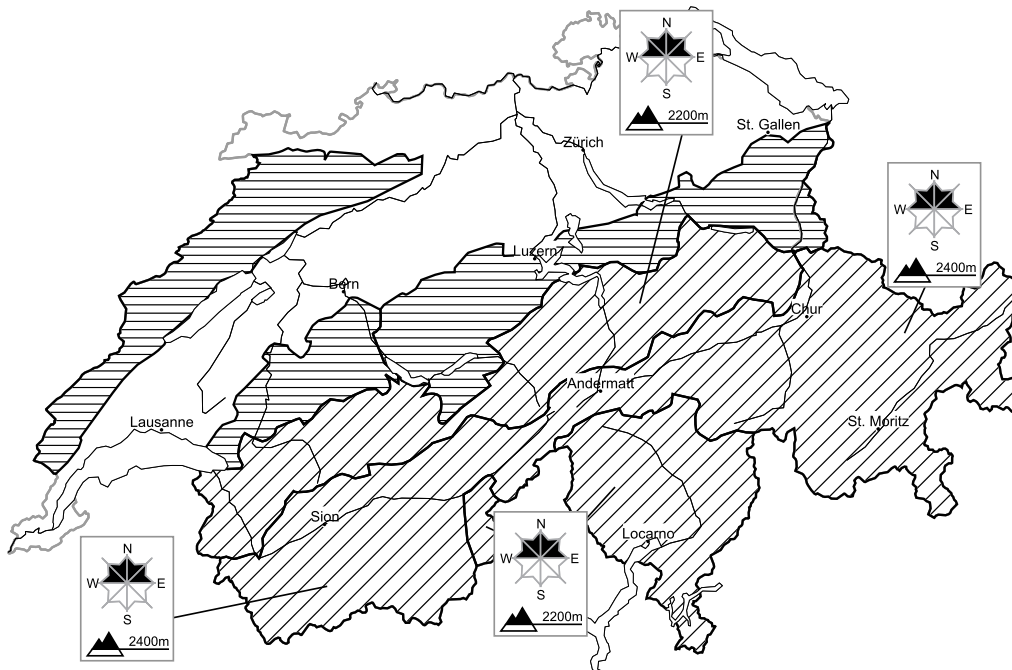 N
W E
S
2200m
St. Gallen
Zürich
N
W E
S
2400m
Luzern
Bern
Chur
Andermatt
Lausanne
St. Moritz
Sion
Locarno
N
W E
S
2200m
N
W E
S
2400m